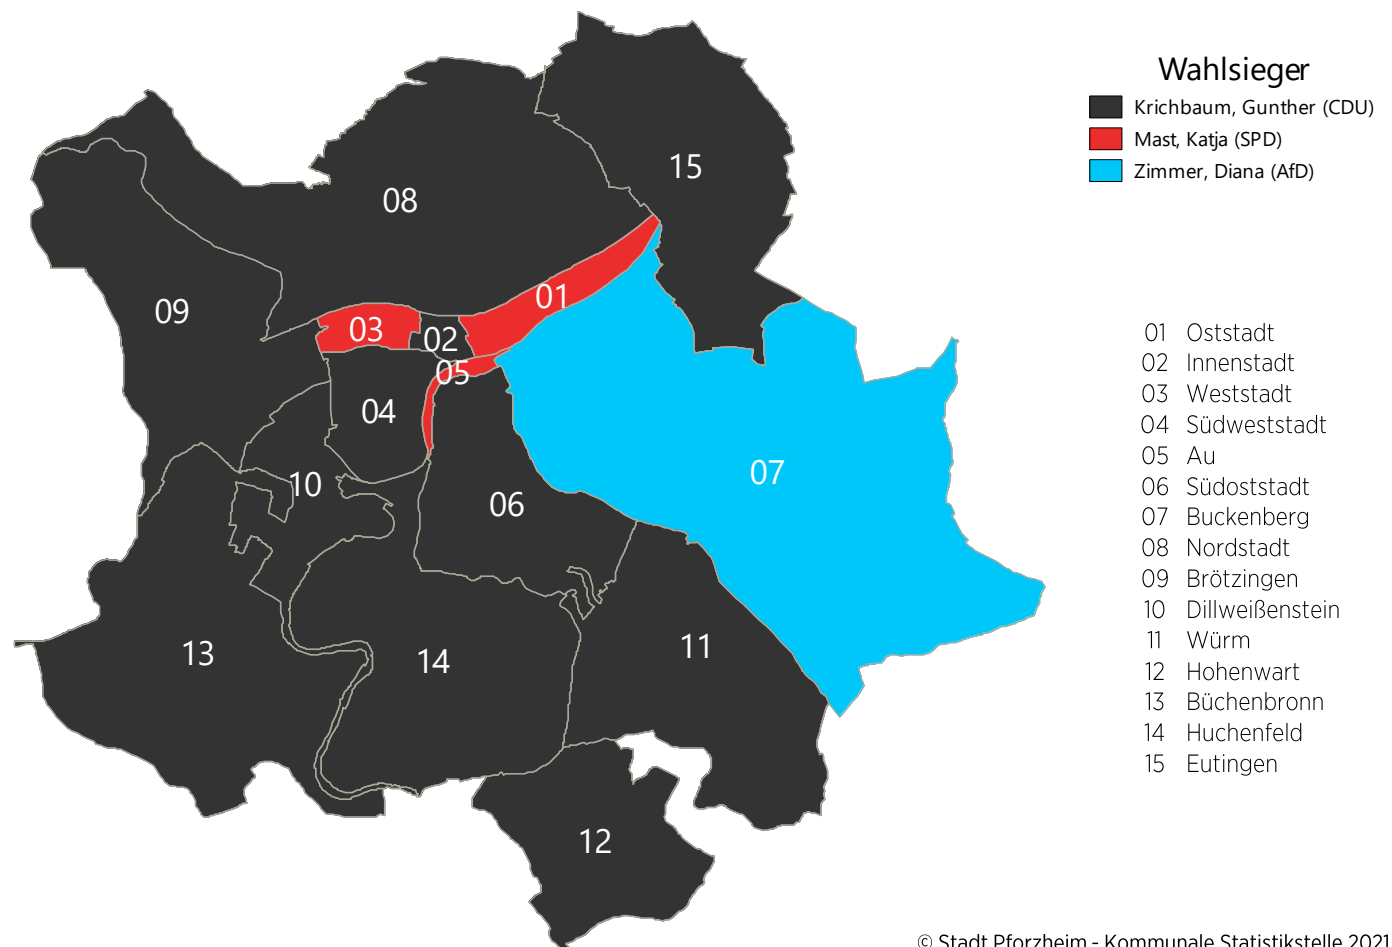 Wahlsieger
Krichbaum, Gunther (CDU)
Mast, Katja (SPD)
Zimmer, Diana (AfD)
15
08
01
09
03
02
05
04
07
10
06
11
13
14
12
01 Oststadt
02 Innenstadt
03 Weststadt
04 Südweststadt
05 Au
06 Südoststadt
07 Buckenberg
08 Nordstadt
09 Brötzingen
10 Dillweißenstein
11 Würm
12 Hohenwart
13 Büchenbronn
14 Huchenfeld
15 Eutingen
© Stadt Pforzheim - Kommunale Statistikstelle 2021